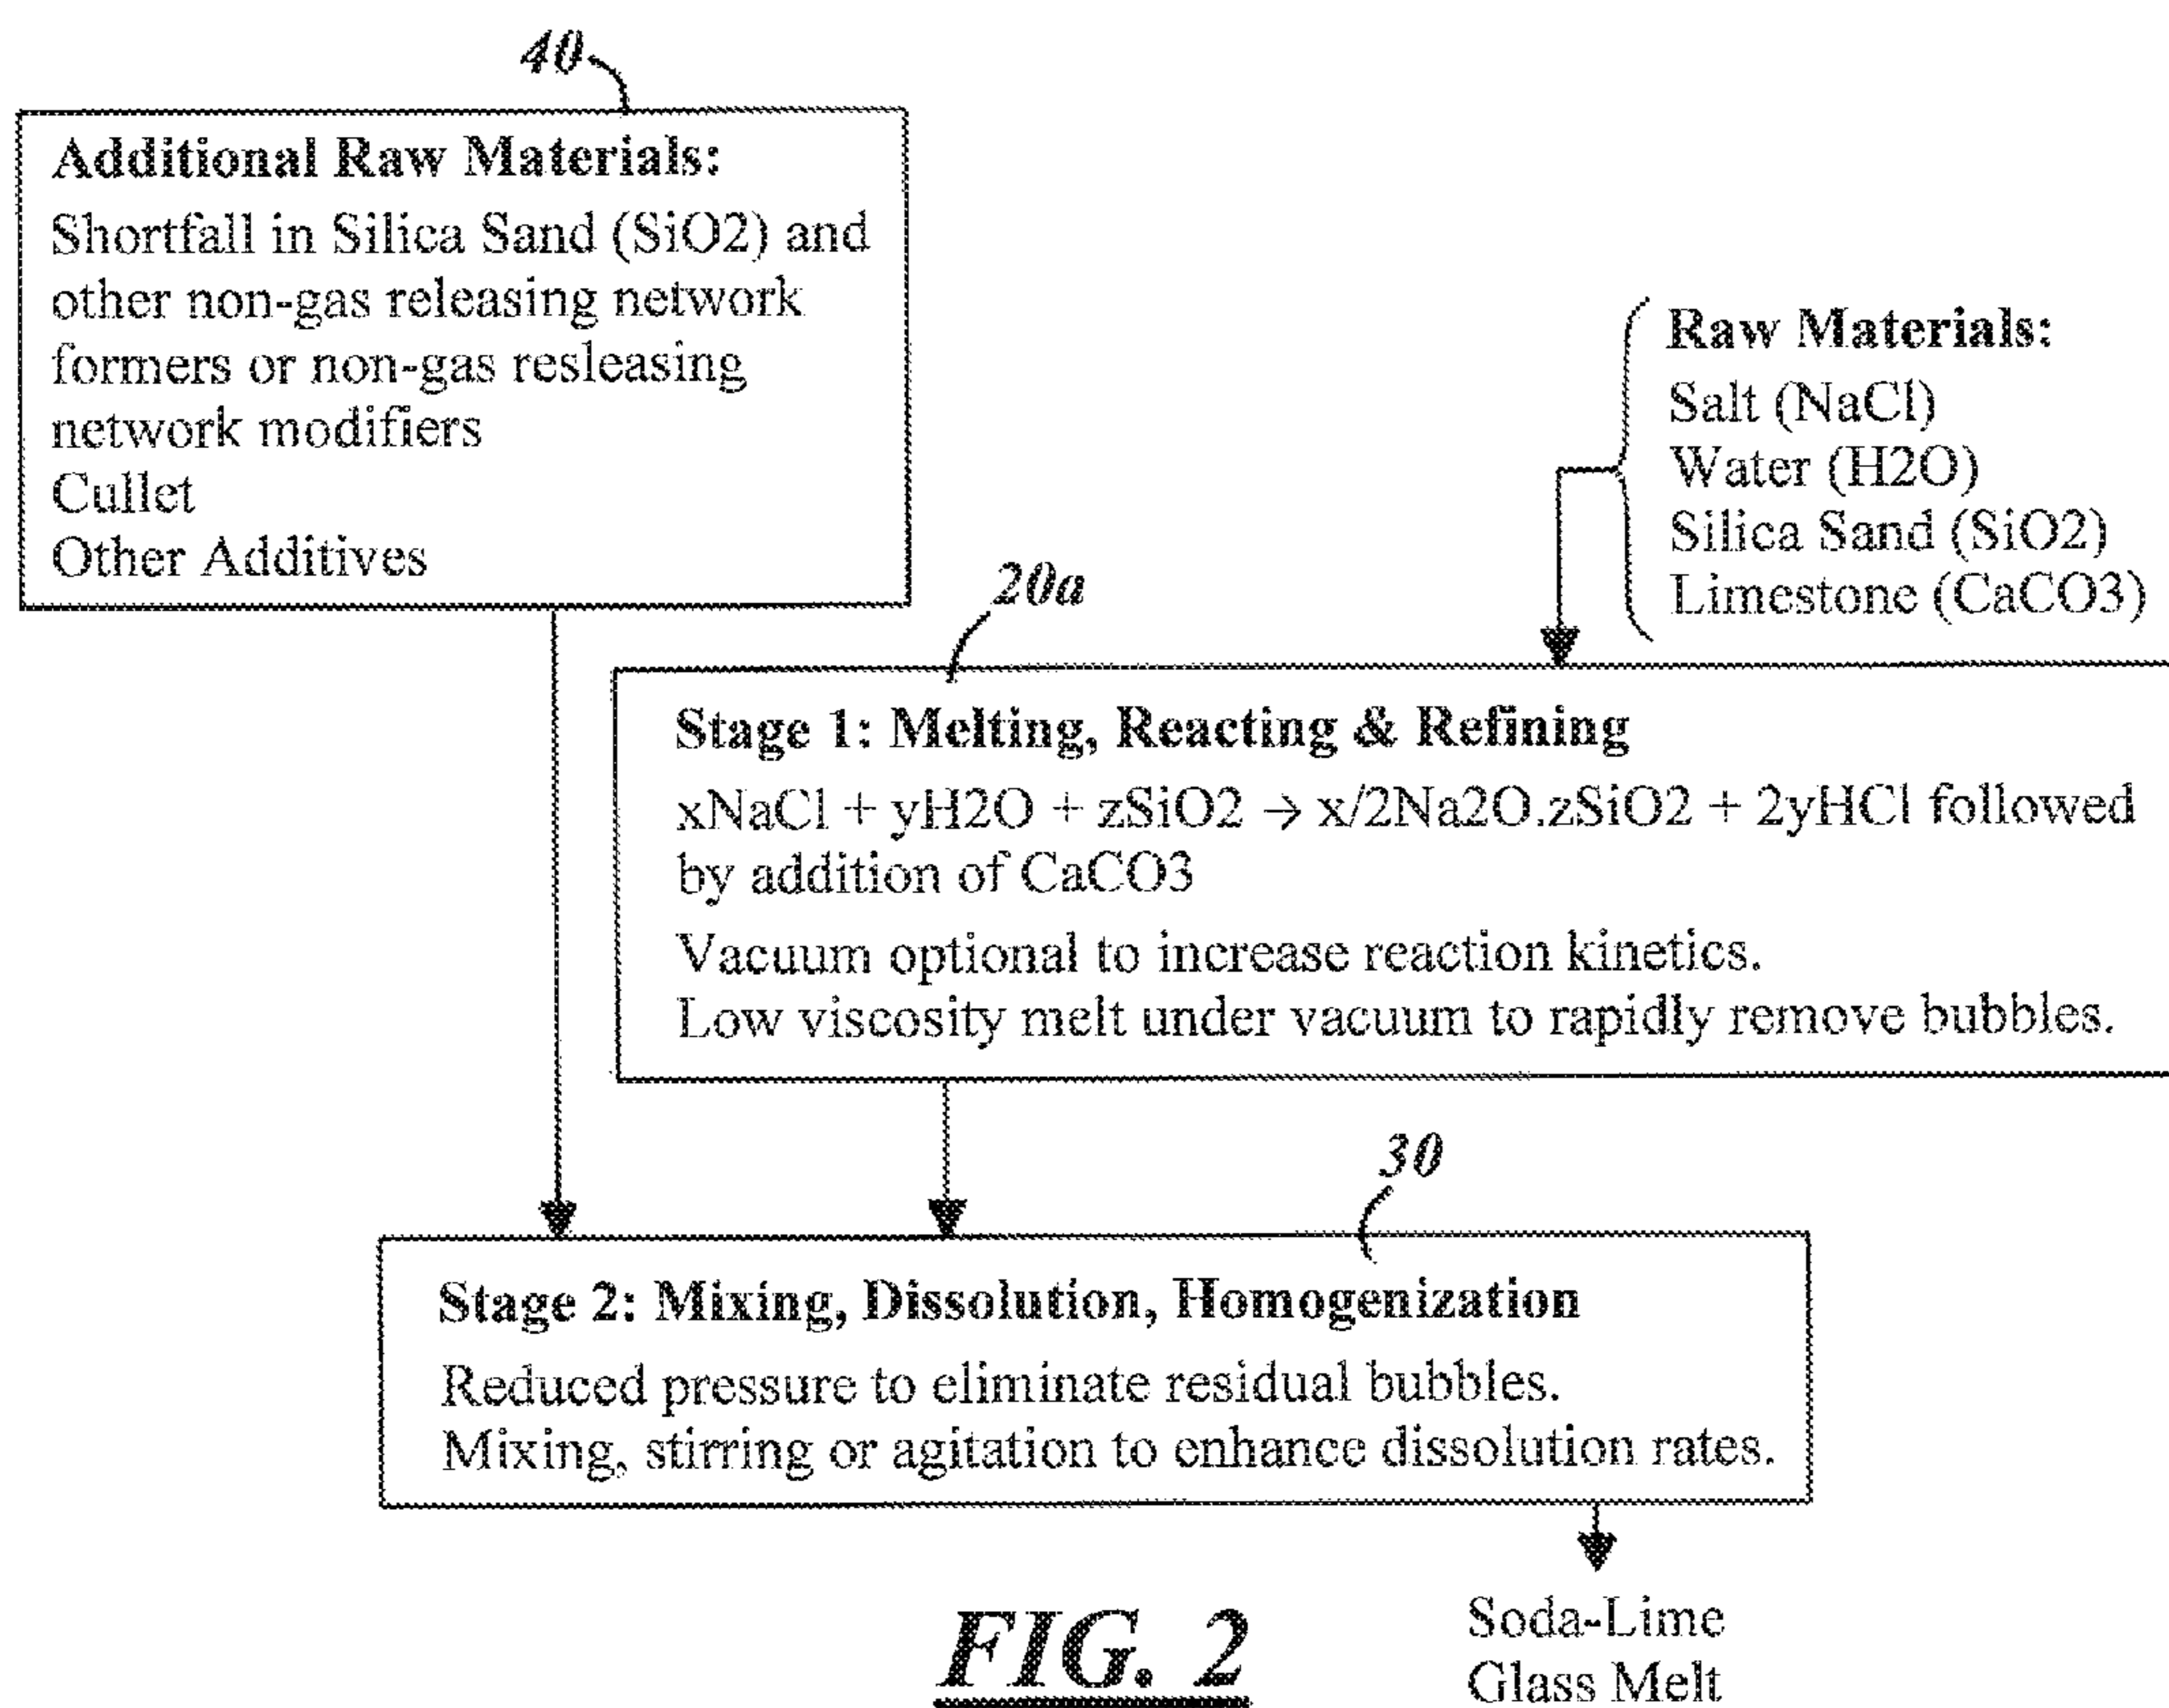 40
Additional Raw Materials:
Shortfall in Silica Sand (SiO2) and
other non-gas releasing network
formers or non-gas resleasing
network modifiers
Cullet
Other Additives
Raw Materials:
Salt (NaCl)
Water (H2O)
Silica Sand (SiO2)
Limestone (CaCO3)
20a
Stage 1: Melting, Reacting & Refining
xNaCl + yH2O + zSiO2 → x/2Na2O.zSiO2 + 2yHCl followed
by addition of CaCO3
Vacuum optional to increase reaction kinetics.
Low viscosity melt under vacuum to rapidly remove bubbles.
30
Stage 2: Mixing, Dissolution, Homogenization
Reduced pressure to eliminate residual bubbles.
Mixing, stirring or agitation to enhance dissolution rates.
Soda-Lime
Glass Melt
FIG. 2